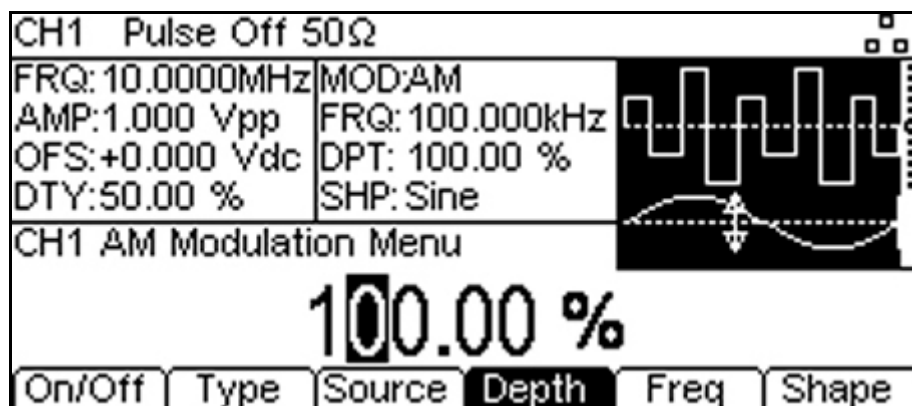 CH1 Pulse Off 50Ω
FRQ:10.0000MHz
AMP:1.000 Vpp
OFS:+0.000 Vdc
DTY:50.00 %
MOD:AM
FRQ:100.000kHz
DPT: 100.00 %
SHP: Sine
CH1 AM Modulation Menu
100.00 %
On/Off Type Source Depth Freq Shape